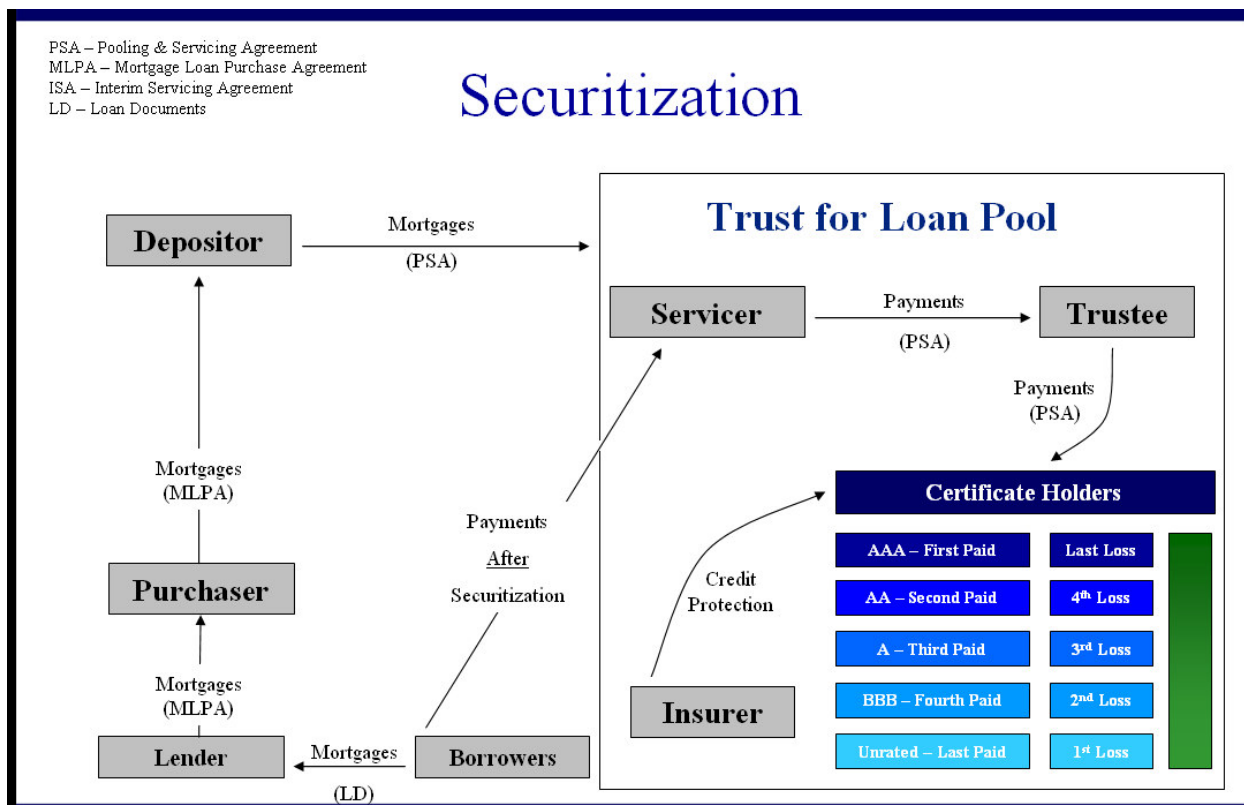 PSA – Pooling & Servicing Agreement
MLPA – Mortgage Loan Purchase Agreement
ISA – Interim Servicing Agreement
LD – Loan Documents
Securitization
Trust for Loan Pool
Depositor
Mortgages
(PSA)
Servicer
Payments
(PSA)
Trustee
Payments
(PSA)
Mortgages
(MLPA)
Purchaser
Mortgages
(MLPA)
Lender
Mortgages
(LD)
Borrowers
Payments
After
Securitization
Insurer
Credit
Protection
Certificate Holders
AAA – First Paid
Last Loss
AA – Second Paid
4th Loss
A – Third Paid
3rd Loss
BBB – Fourth Paid
2nd Loss
Unrated – Last Paid
1st Loss